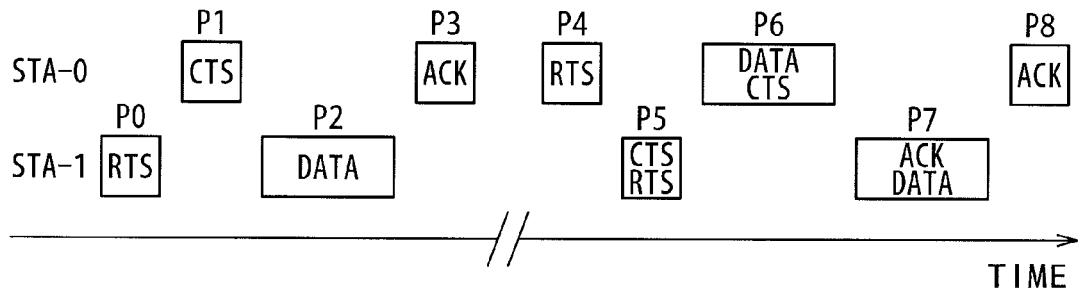 P1 P3 P4 P6 P8
STA-0 CTS ACK RTS DATA CTS ACK
P0 P2 P5 P7
STA-1 RTS DATA CTS RTS ACK DATA
TIME